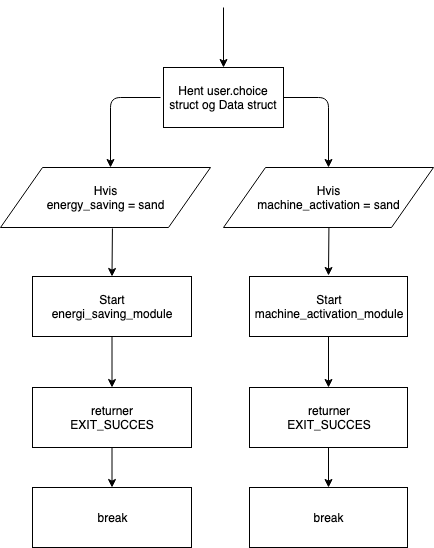 Hent user.choice
struct og Data struct
Hvis
energy_saving = sand
Hvis
machine_activation = sand
Start
energi_saving_module
Start
machine_activation_module
returner
EXIT_SUCCES
returner
EXIT_SUCCES
break
break